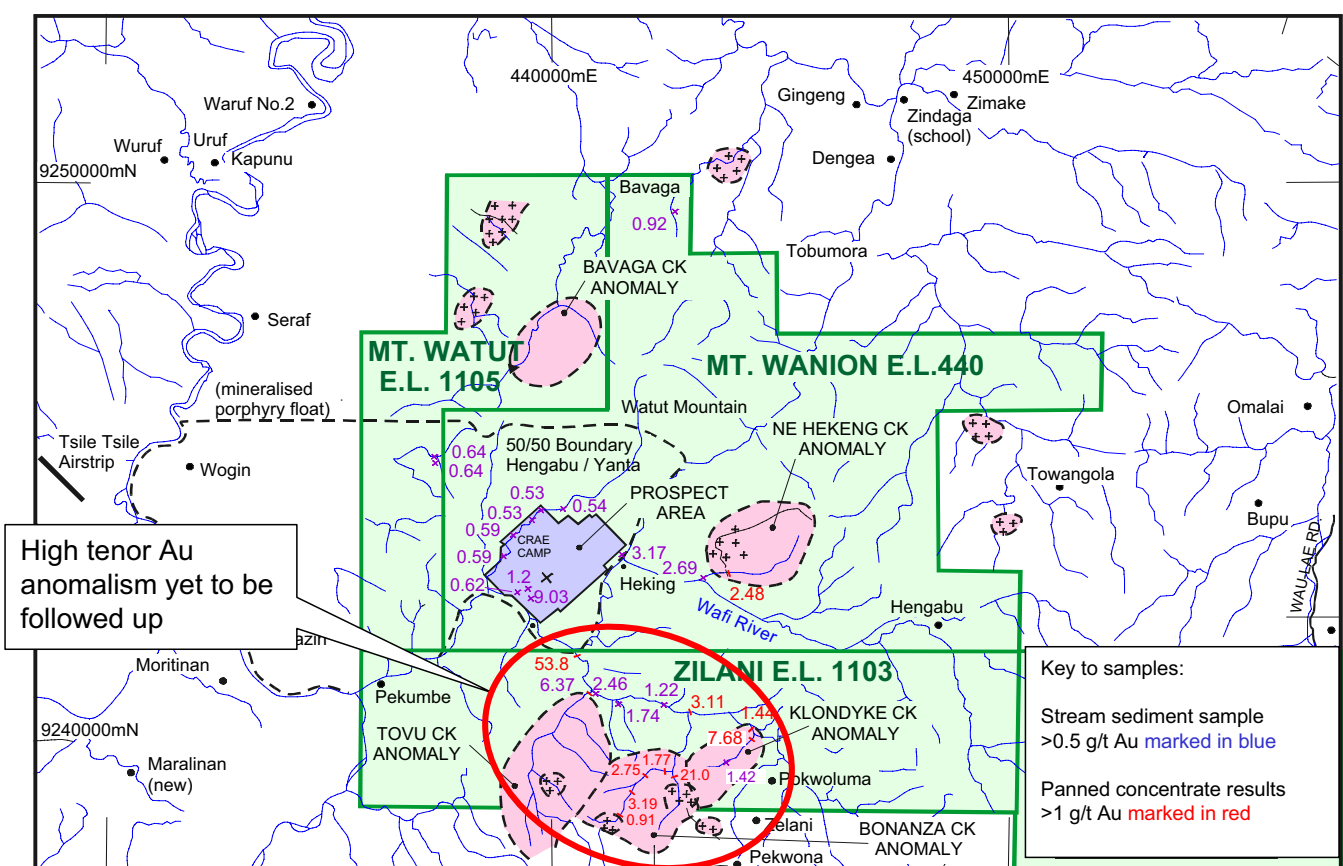 440000mE
450000mE
Waruf No.2
Gingeng
Zimake
Zindaga
(school)
Uruf
Wuruf
Kapunu
Dengea
9250000mN
Bavaga
0.92
Tobumora
BAVAGA CK
ANOMALY
Seraf
MT. WATUT
E.L. 1105
MT. WANION E.L.440
(mineralised
porphyry float)
Watut Mountain
Omalai
NE HEKENG CK
ANOMALY
Tsile Tsile
Airstrip
50/50 Boundary
Hengabu / Yanta
0.64
0.64
Wogin
Towangola
PROSPECT
AREA
0.53
0.53
0.54
0.59
CRAE
CAMP
Bupu
0.59
3.17
2.69
Heking
0.62
1.2
9.03
2.48
WAU LAE RD.
Wafi River
Hengabu
High tenor Au
anomalism yet to be
followed up
azin
Moritinan
53.8
ZILANI E.L. 1103
Pekumbe
6.37
2.46
1.22
3.11
1.74
1.44
KLONDYKE CK
ANOMALY
9240000mN
TOVU CK
ANOMALY
7.68
Maralinan
(new)
1.77
2.75
21.0
1.42
Pokwoluma
3.19
0.91
Zelani
BONANZA CK
ANOMALY
Pekwona
Key to samples:
Stream sediment sample
>0.5 g/t Au marked in blue
Panned concentrate results
>1 g/t Au marked in red